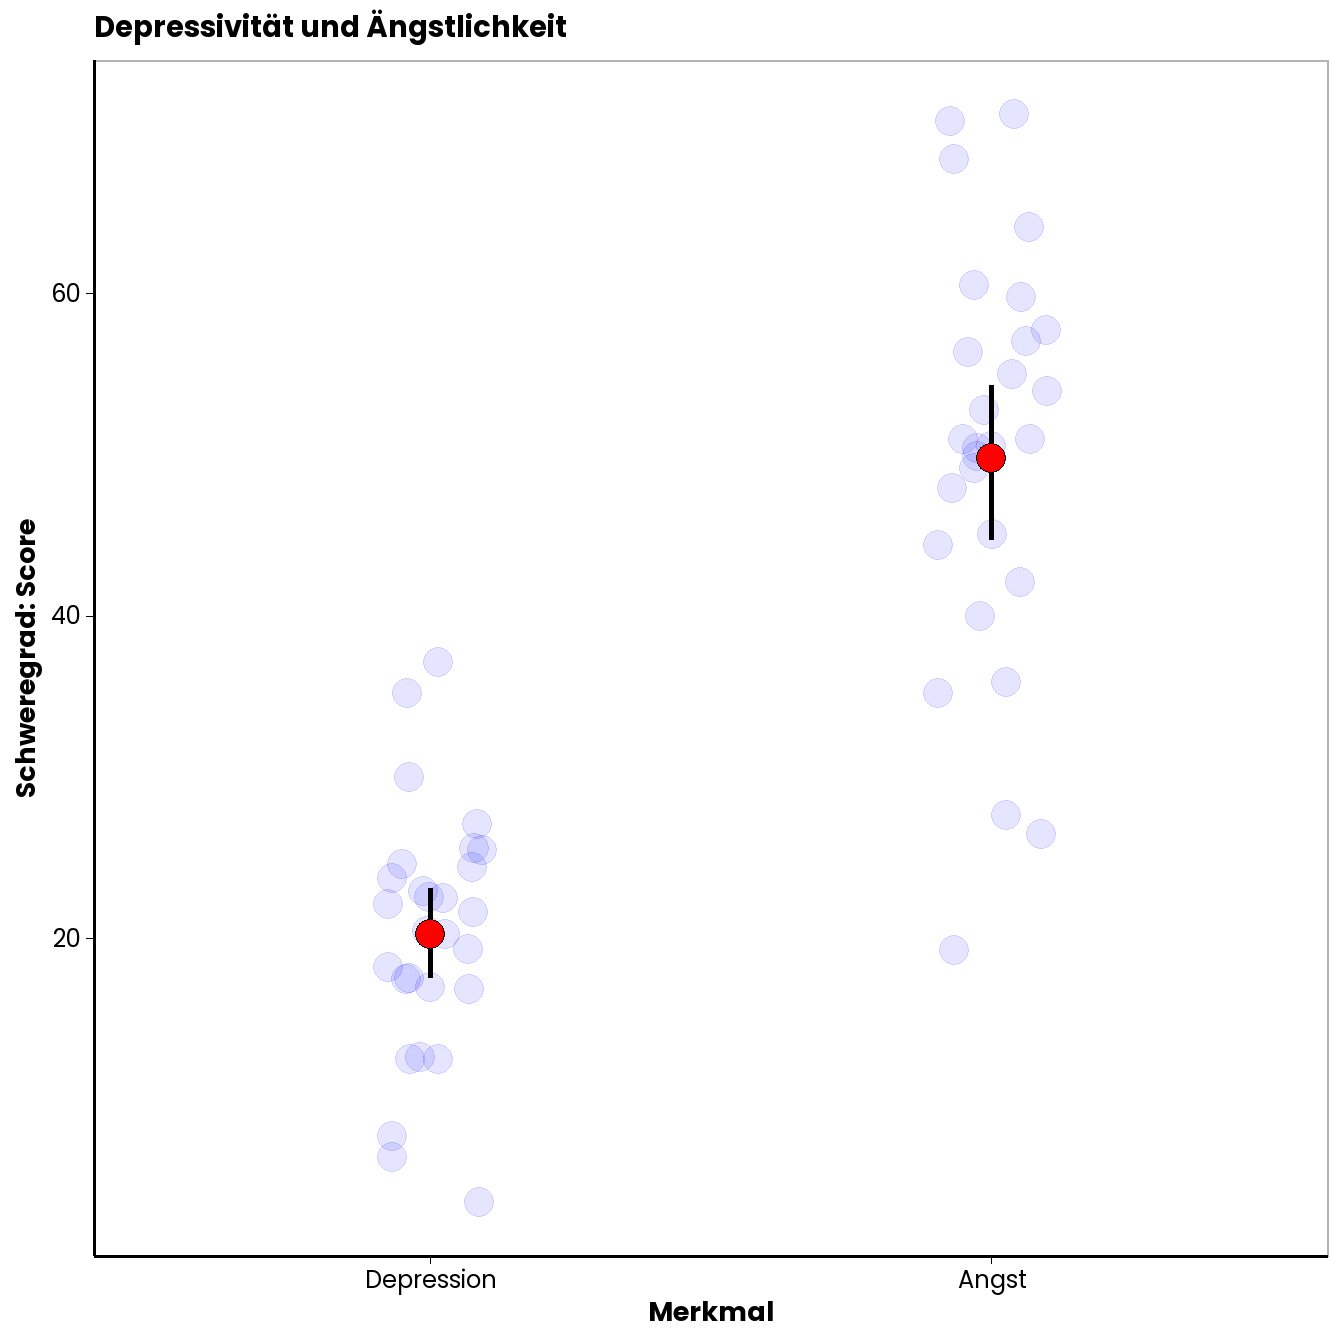 Depressivität und Ängstlichkeit
Schweregrad: Score
60
40
20
Depression
Angst
Merkmal